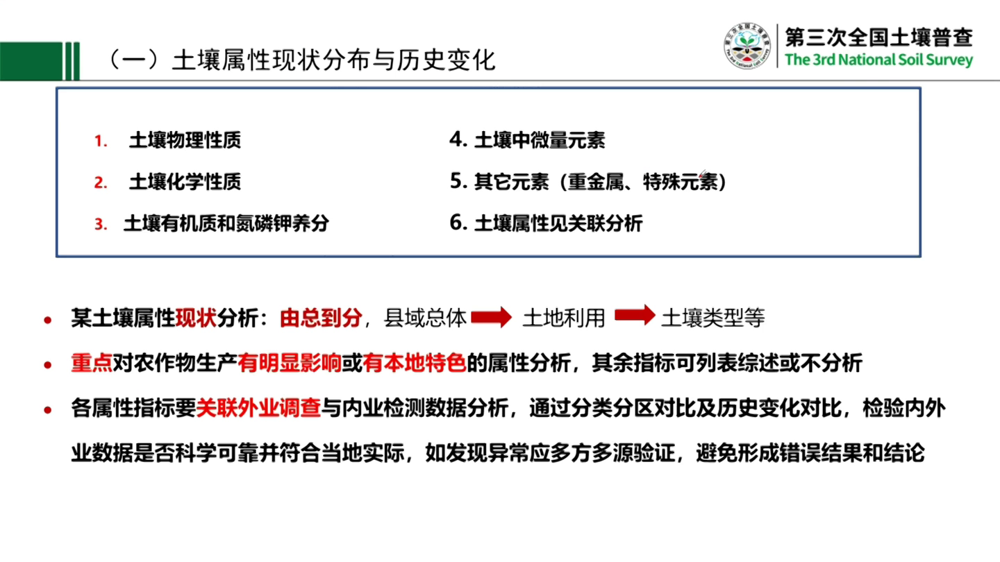 （一）土壤属性现状分布与历史变化
第三次全国土壤普查
The 3rd National Soil Survey
1. 土壤物理性质
2. 土壤化学性质
3. 土壤有机质和氮磷钾养分
4. 土壤中微量元素
5. 其它元素（重金属、特殊元素）
6. 土壤属性见关联分析
• 某土壤属性现状分析：由总到分，县域总体 土地利用 土壤类型等
• 重点对农作物生产有明显影响或有本地特色的属性分析，其余指标可列表综述或不分析
• 各属性指标要关联外业调查与内业检测数据分析，通过分类分区对比及历史变化对比，检验内外
业数据是否科学可靠并符合当地实际，如发现异常应多方多源验证，避免形成错误结果和结论